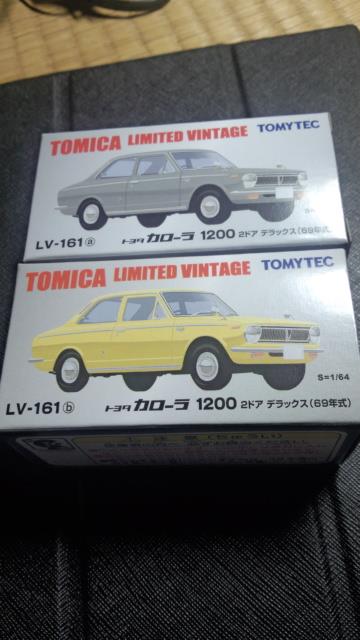 TOMICA LIMITED VINTAGE TOMYTEC
LV-161ⓐ トヨタ カローラ 1200 2ドア デラックス(69年式)
TOMICA LIMITED VINTAGE TOMYTEC
S=1/64
LV-161ⓑ トヨタ カローラ 1200 2ドア デラックス(69年式)